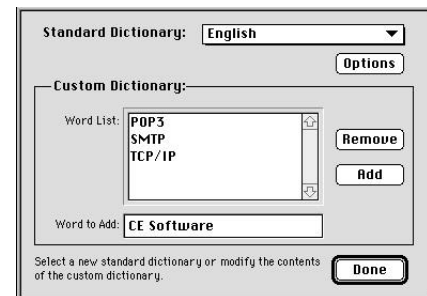 Standard Dictionary: English
Options
Custom Dictionary:
Word List: POP3
SMTP
TCP/IP
Remove
Add
Word to Add: CE Software
Select a new standard dictionary or modify the contents
of the custom dictionary.
Done